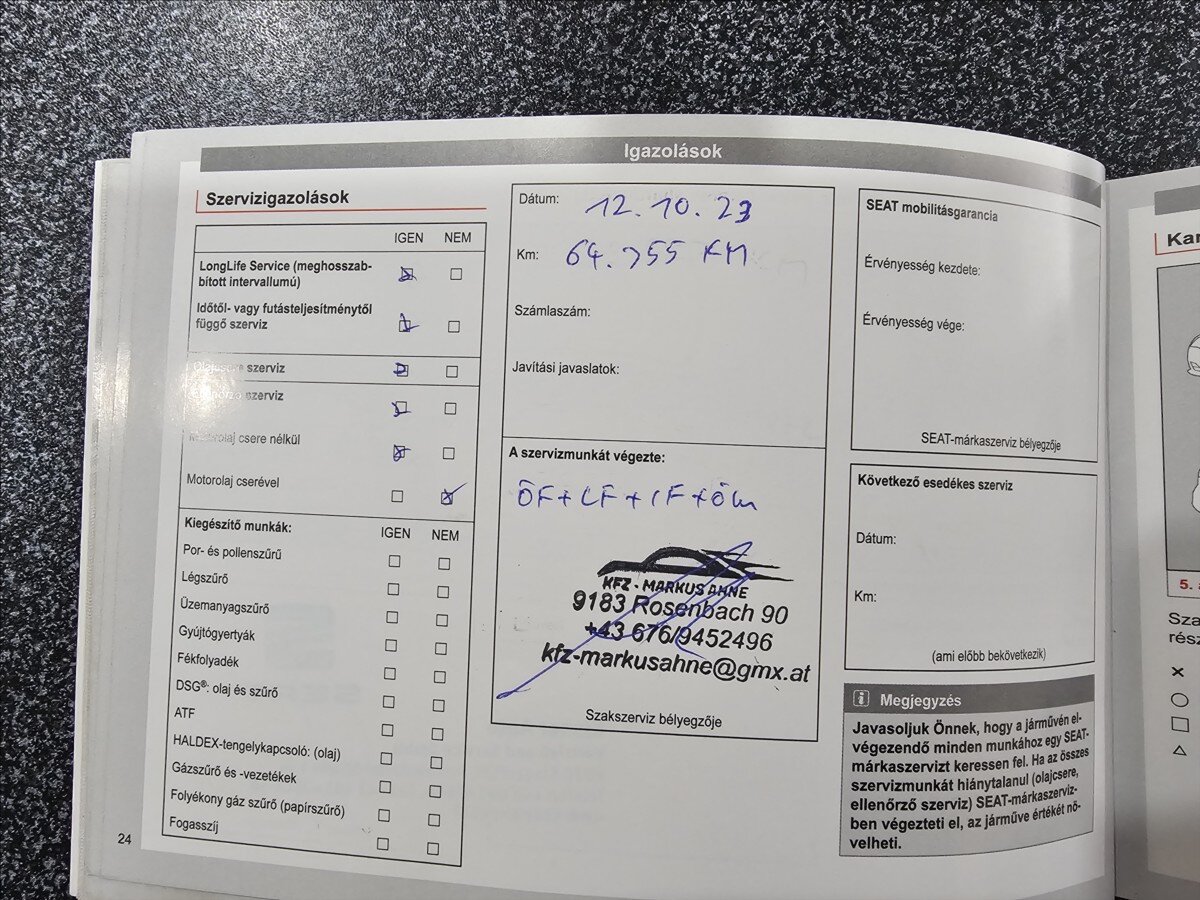 Igazolások
Szervizigazolások
IGEN NEM
LongLife Service (meghosszab-
bított intervallumú)
Időtől- vagy futásteljesítménytől
függő szerviz
szerviz
szerviz
csere nélkül
Motorolaj cserével
Kiegészítő munkák: IGEN NEM
Por- és pollenszűrő
Légszűrő
Üzemanyagszűrő
Gyújtógyertyák
Fékfolyadék
DSG®: olaj és szűrő
ATF
HALDEX-tengelykapcsoló: (olaj)
Gázszűrő és -vezetékek
Folyékony gáz szűrő (papírszűrő)
Fogasszíj
24
Dátum: 12.10.23
Km: 64.755 KM
Számlaszám:
Javítási javaslatok:
A szervizmunkát végezte:
ÖF+LF+IF+Ö
KFZ - MARKUS AHNE
9183 Rosenbach 90
+43 676/9452496
kfz-markusahne@gmx.at
Szakszerviz bélyegzője
SEAT mobilitásgarancia
Érvényesség kezdete:
Érvényesség vége:
SEAT-márkaszerviz bélyegzője
Következő esedékes szerviz
Dátum:
Km:
(ami előbb bekövetkezik)
Megjegyzés
Javasoljuk Önnek, hogy a járművén el-
végezendő minden munkához egy SEAT-
márkaszervizt keressen fel. Ha az összes
szervizmunkát hiánytalanul (olajcsere,
ellenőrző szerviz) SEAT-márkaszerviz-
ben végezteti el, az járműve értékét nö-
velheti.
Kar
5.
Sza
rész